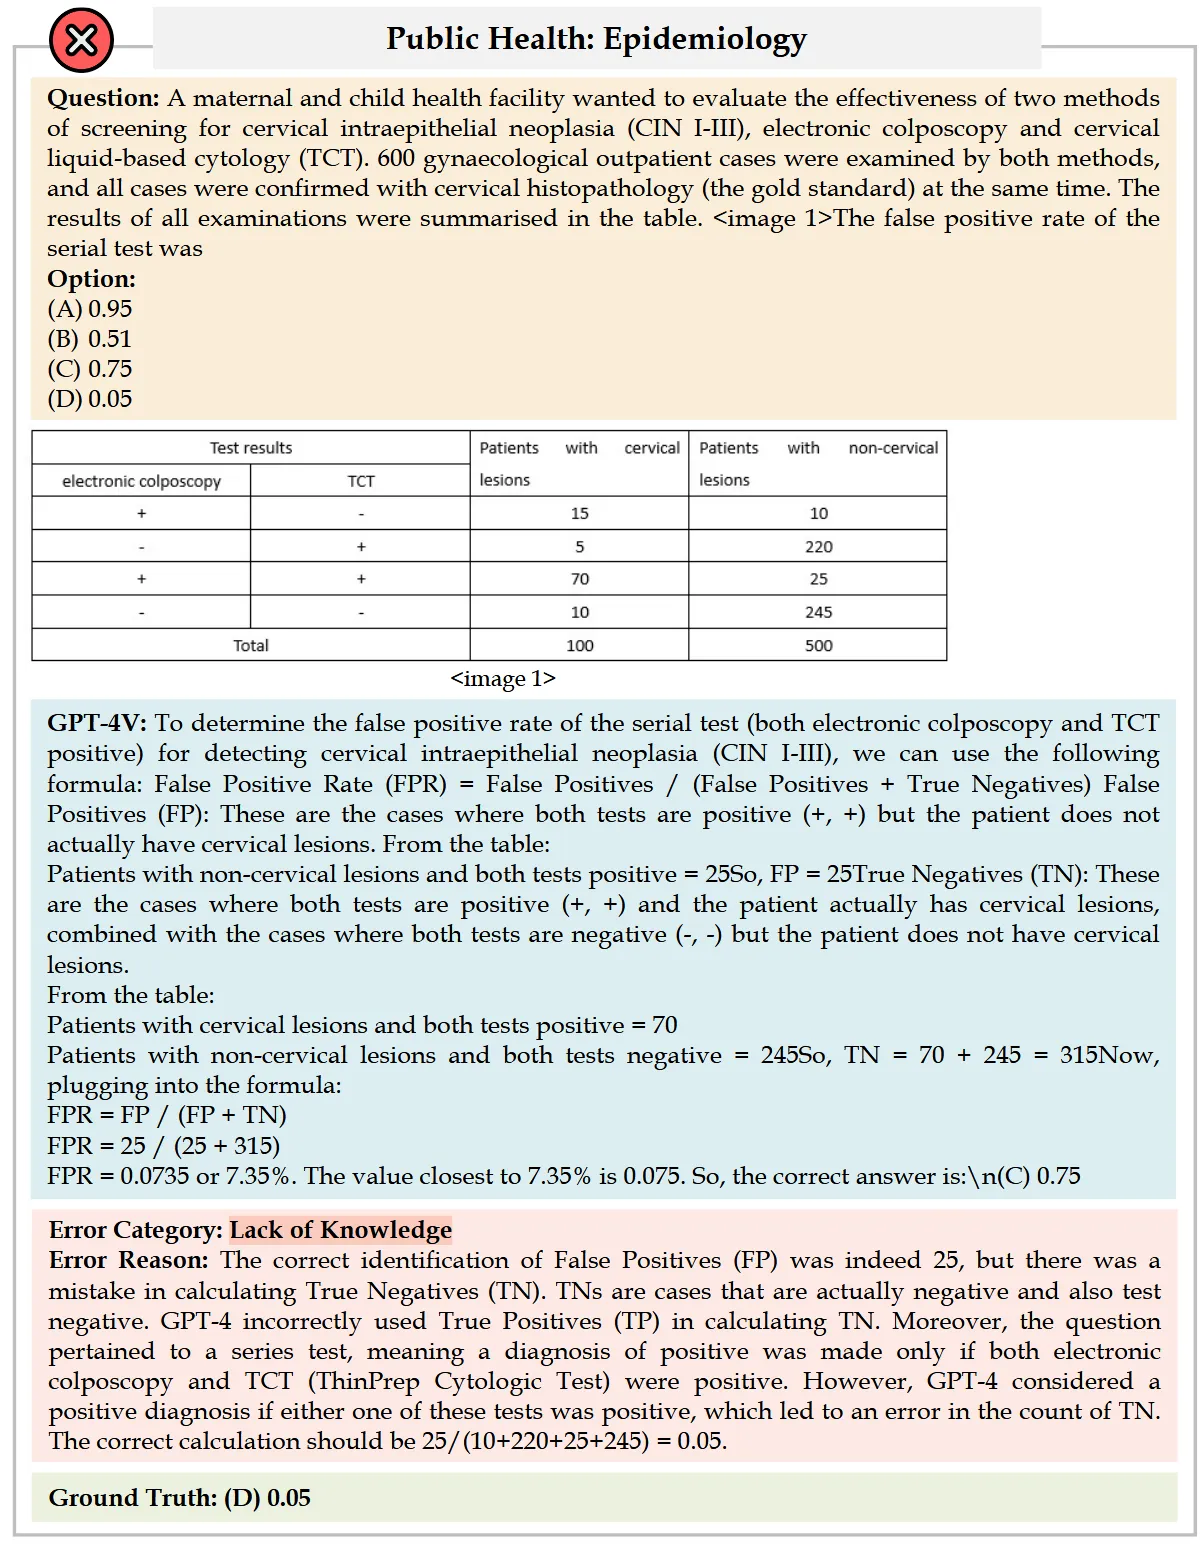 Public Health: Epidemiology
Question: A maternal and child health facility wanted to evaluate the effectiveness of two methods
of screening for cervical intraepithelial neoplasia (CIN I-III), electronic colposcopy and cervical
liquid-based cytology (TCT). 600 gynaecological outpatient cases were examined by both methods,
and all cases were confirmed with cervical histopathology (the gold standard) at the same time. The
results of all examinations were summarised in the table. <image 1>The false positive rate of the
serial test was
Option:
(A) 0.95
(B) 0.51
(C) 0.75
(D) 0.05
Test results Patients with cervical lesions Patients with non-cervical lesions
electronic colposcopy TCT
+ - 15 10
- + 5 220
+ + 70 25
- - 10 245
Total 100 500
<image 1>
GPT-4V: To determine the false positive rate of the serial test (both electronic colposcopy and TCT
positive) for detecting cervical intraepithelial neoplasia (CIN I-III), we can use the following
formula: False Positive Rate (FPR) = False Positives / (False Positives + True Negatives) False
Positives (FP): These are the cases where both tests are positive (+, +) but the patient does not
actually have cervical lesions. From the table:
Patients with non-cervical lesions and both tests positive = 25So, FP = 25True Negatives (TN): These
are the cases where both tests are positive (+, +) and the patient actually has cervical lesions,
combined with the cases where both tests are negative (-, -) but the patient does not have cervical
lesions.
From the table:
Patients with cervical lesions and both tests positive = 70
Patients with non-cervical lesions and both tests negative = 245So, TN = 70 + 245 = 315Now,
plugging into the formula:
FPR = FP / (FP + TN)
FPR = 25 / (25 + 315)
FPR = 0.0735 or 7.35%. The value closest to 7.35% is 0.075. So, the correct answer is:\n(C) 0.75
Error Category: Lack of Knowledge
Error Reason: The correct identification of False Positives (FP) was indeed 25, but there was a
mistake in calculating True Negatives (TN). TNs are cases that are actually negative and also test
negative. GPT-4 incorrectly used True Positives (TP) in calculating TN. Moreover, the question
pertained to a series test, meaning a diagnosis of positive was made only if both electronic
colposcopy and TCT (ThinPrep Cytologic Test) were positive. However, GPT-4 considered a
positive diagnosis if either one of these tests was positive, which led to an error in the count of TN.
The correct calculation should be 25/(10+220+25+245) = 0.05.
Ground Truth: (D) 0.05